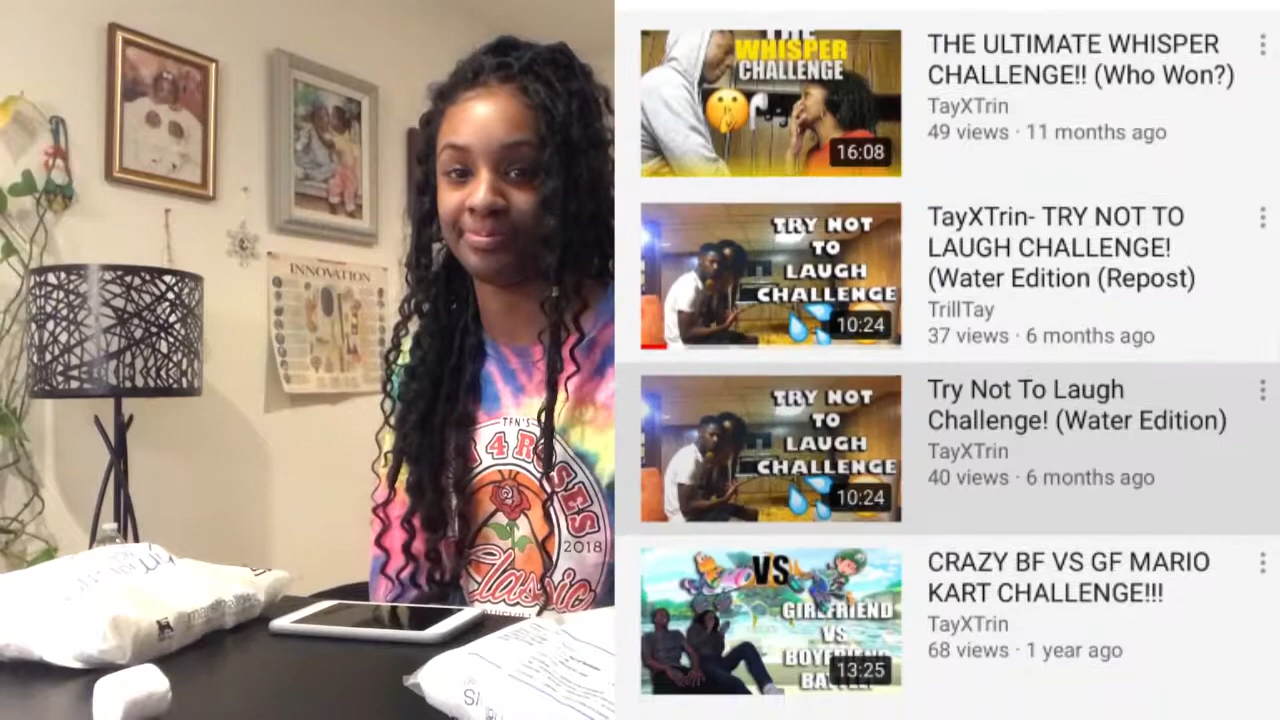 INNOVATION
TFN'S
4 ROSES
2018
Classic
THE
WHISPER
CHALLENGE
16:08
THE ULTIMATE WHISPER
CHALLENGE!! (Who Won?)
TayXTrin
49 views · 11 months ago
TRY NOT
TO
LAUGH
CHALLENGE
10:24
TayXTrin- TRY NOT TO
LAUGH CHALLENGE!
(Water Edition (Repost)
TrillTay
37 views · 6 months ago
TRY NOT
TO
LAUGH
CHALLENGE
10:24
Try Not To Laugh
Challenge! (Water Edition)
TayXTrin
40 views · 6 months ago
VS
GIRLFRIEND
VS
13:25
CRAZY BF VS GF MARIO
KART CHALLENGE!!!
TayXTrin
68 views · 1 year ago